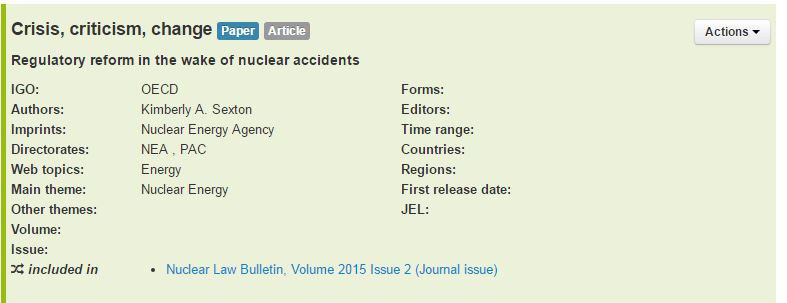 Crisis, criticism, change Paper Article Actions
Regulatory reform in the wake of nuclear accidents
IGO: OECD Forms:
Authors: Kimberly A. Sexton Editors:
Imprints: Nuclear Energy Agency Time range:
Directorates: NEA , PAC Countries:
Web topics: Energy Regions:
Main theme: Nuclear Energy First release date:
Other themes: JEL:
Volume:
Issue:
included in • Nuclear Law Bulletin, Volume 2015 Issue 2 (Journal issue)